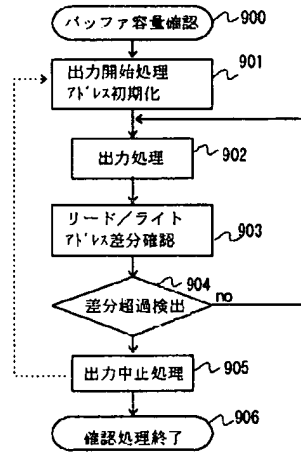 バッファ容量確認
900
出力開始処理
アドレス初期化
901
出力処理
902
リード/ライト
アドレス差分確認
903
904
差分超過検出
no
出力中止処理
905
906
確認処理終了